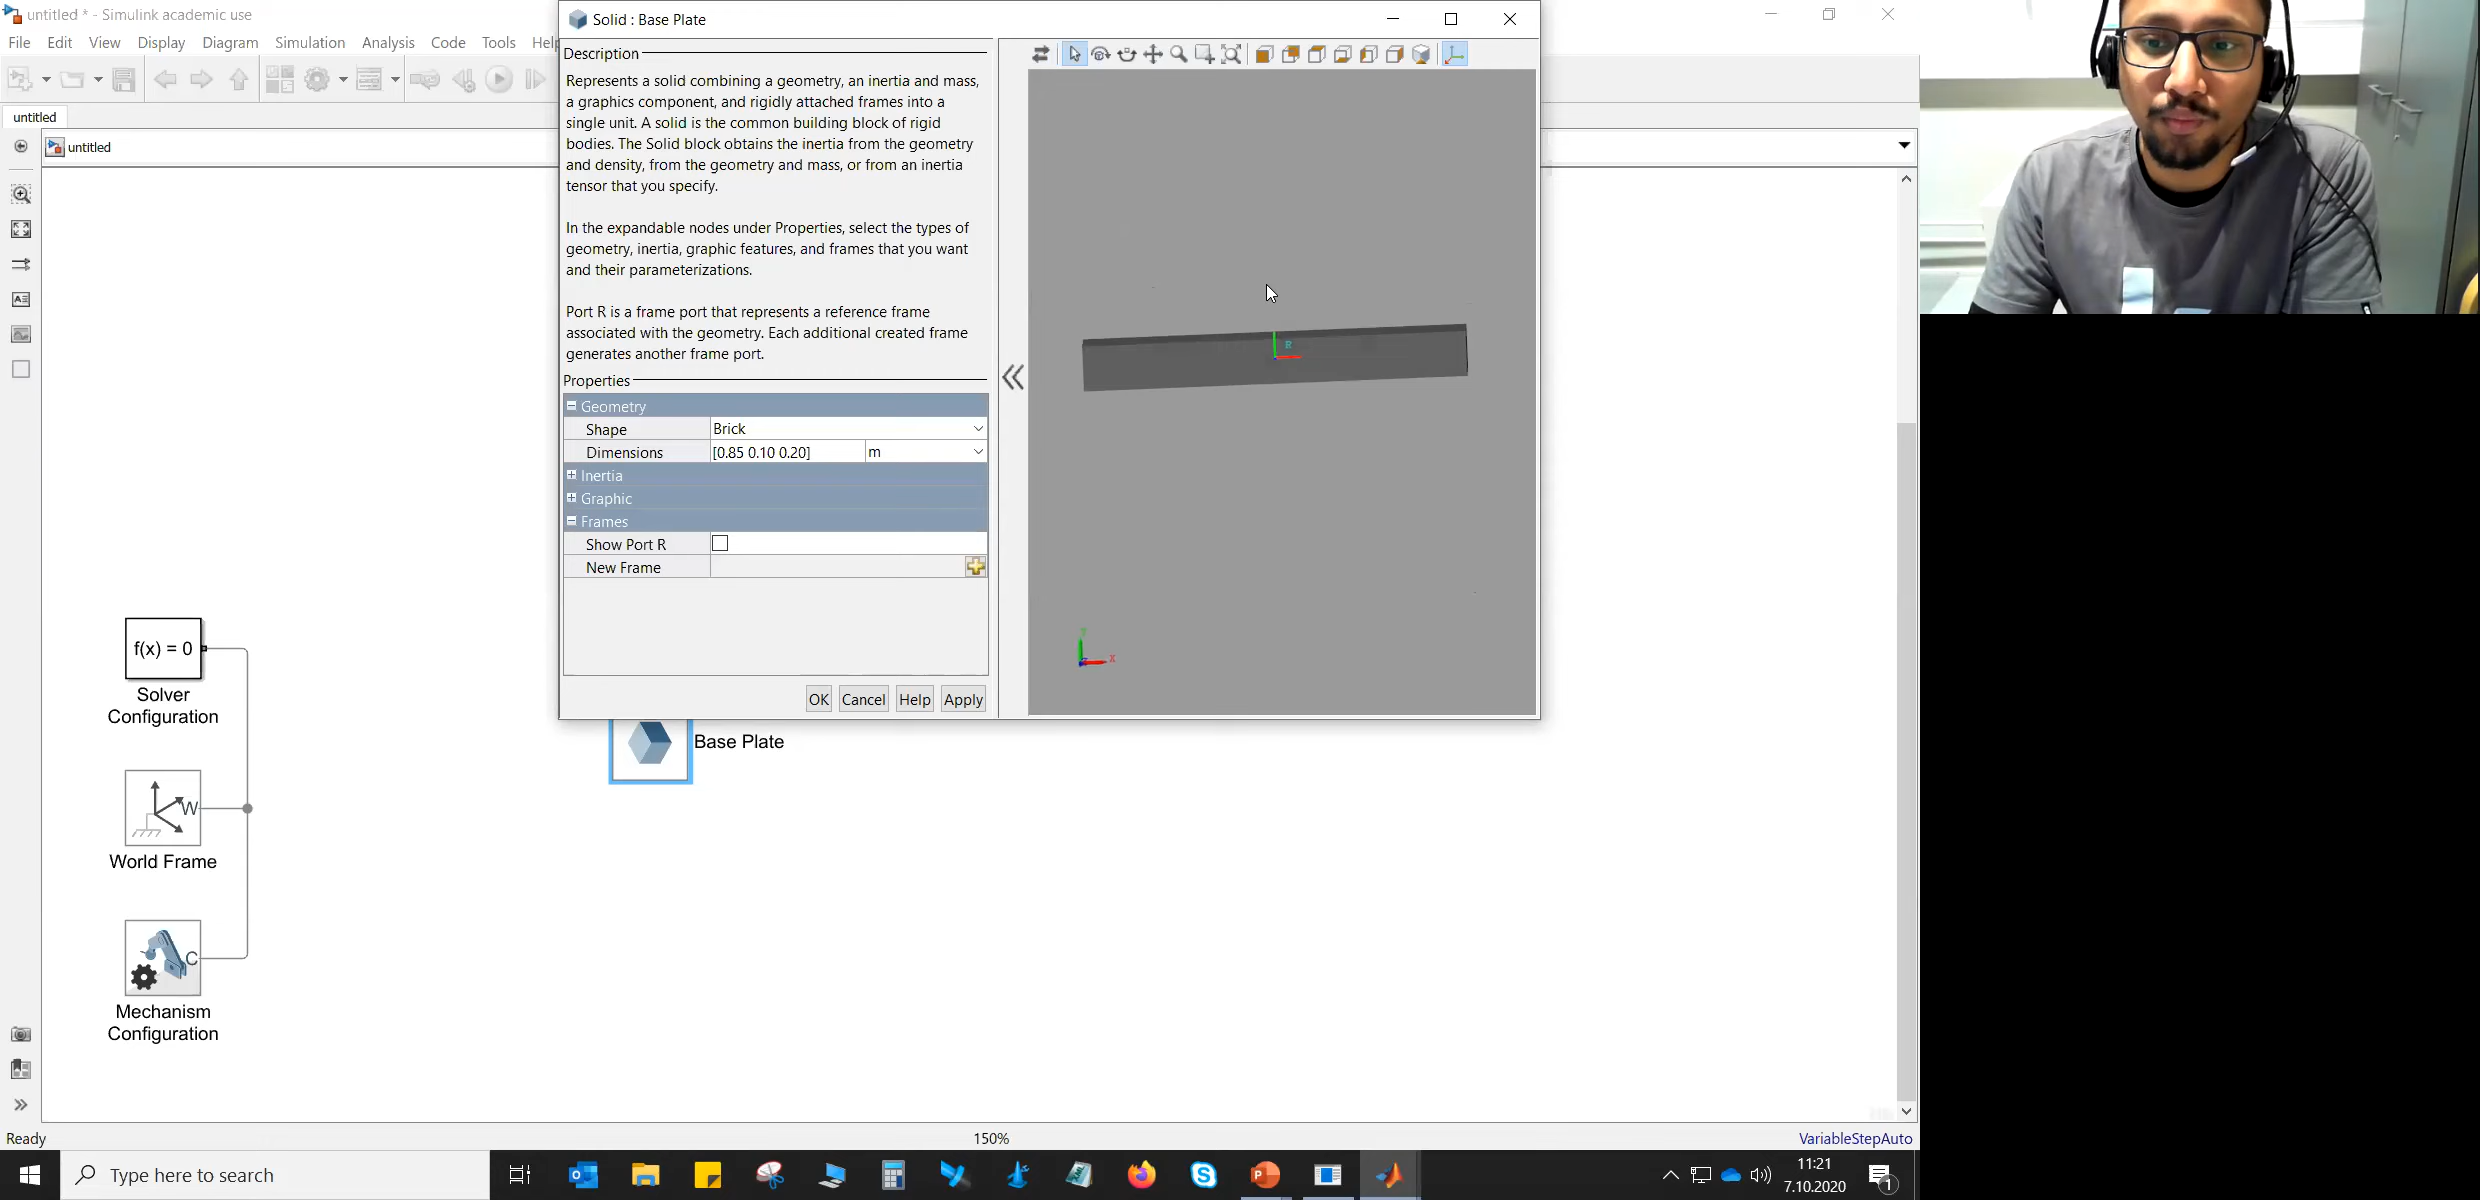 untitled * - Simulink academic use
File Edit View Display Diagram Simulation Analysis Code Tools Help
untitled
untitled
Solid : Base Plate
Description
Represents a solid combining a geometry, an inertia and mass,
a graphics component, and rigidly attached frames into a
single unit. A solid is the common building block of rigid
bodies. The Solid block obtains the inertia from the geometry
and density, from the geometry and mass, or from an inertia
tensor that you specify.
In the expandable nodes under Properties, select the types of
geometry, inertia, graphic features, and frames that you want
and their parameterizations.
Port R is a frame port that represents a reference frame
associated with the geometry. Each additional created frame
generates another frame port.
Properties
Geometry
Shape Brick
Dimensions [0.85 0.10 0.20] m
Inertia
Graphic
Frames
Show Port R
New Frame
OK Cancel Help Apply
R
Y
X
f(x) = 0
Solver
Configuration
W
World Frame
C
Mechanism
Configuration
Base Plate
Ready 150% VariableStepAuto
Type here to search
11:21
7.10.2020
1